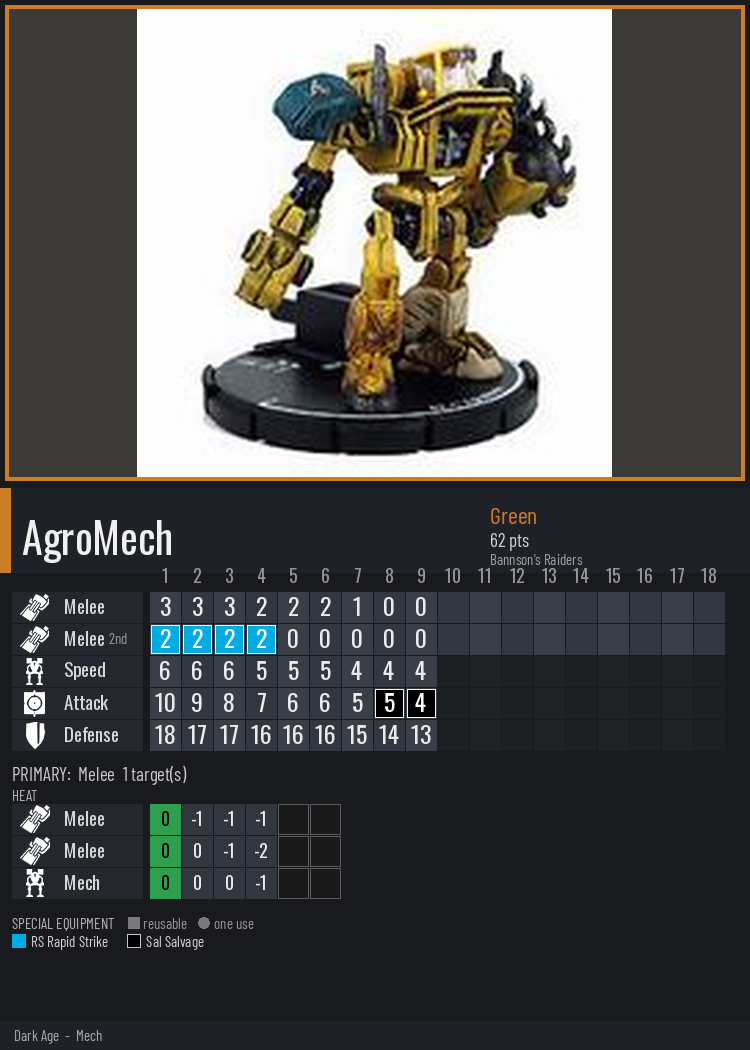 AgroMech
Green
62 pts
Bannson's Raiders
1 2 3 4 5 6 7 8 9 10 11 12 13 14 15 16 17 18
Melee 3 3 3 2 2 2 1 0 0
Melee 2nd 2 2 2 2 0 0 0 0 0
Speed 6 6 6 5 5 5 4 4 4
Attack 10 9 8 7 6 6 5 5 4
Defense 18 17 17 16 16 16 15 14 13
PRIMARY: Melee 1 target(s)
HEAT
Melee 0 -1 -1 -1
Melee 0 0 -1 -2
Mech 0 0 0 -1
SPECIAL EQUIPMENT reusable one use
RS Rapid Strike Sal Salvage
Dark Age - Mech